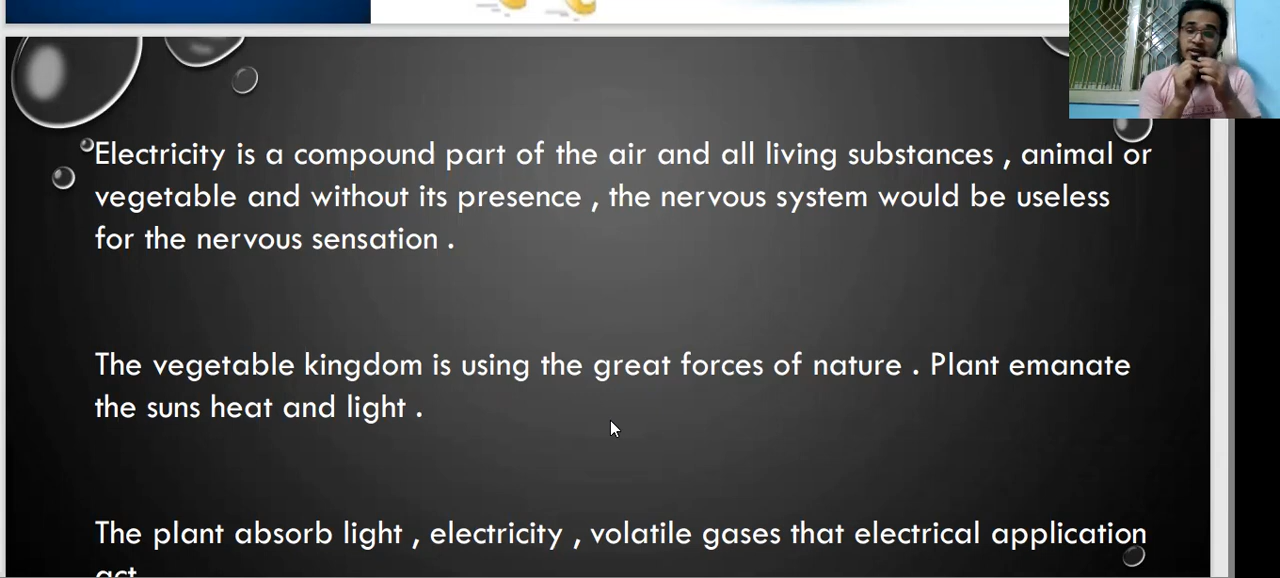 Electricity is a compound part of the air and all living substances , animal or
vegetable and without its presence , the nervous system would be useless
for the nervous sensation .
The vegetable kingdom is using the great forces of nature . Plant emanate
the suns heat and light .
The plant absorb light , electricity , volatile gases that electrical application
act